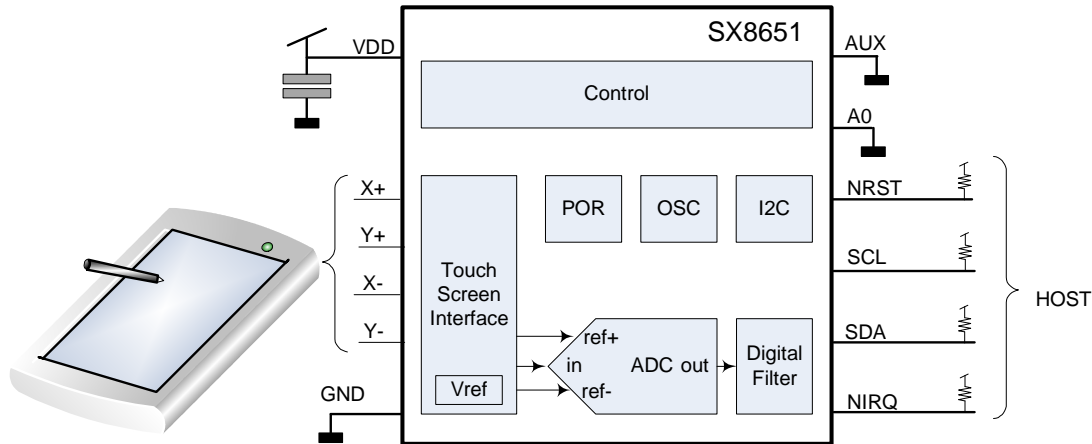 SX8651
VDD
AUX
Control
A0
X+
Y+
X-
Y-
GND
Touch
Screen
Interface
Vref
POR
OSC
I2C
ref+
in
ref-
ADC out
Digital
Filter
NRST
SCL
SDA
NIRQ
HOST